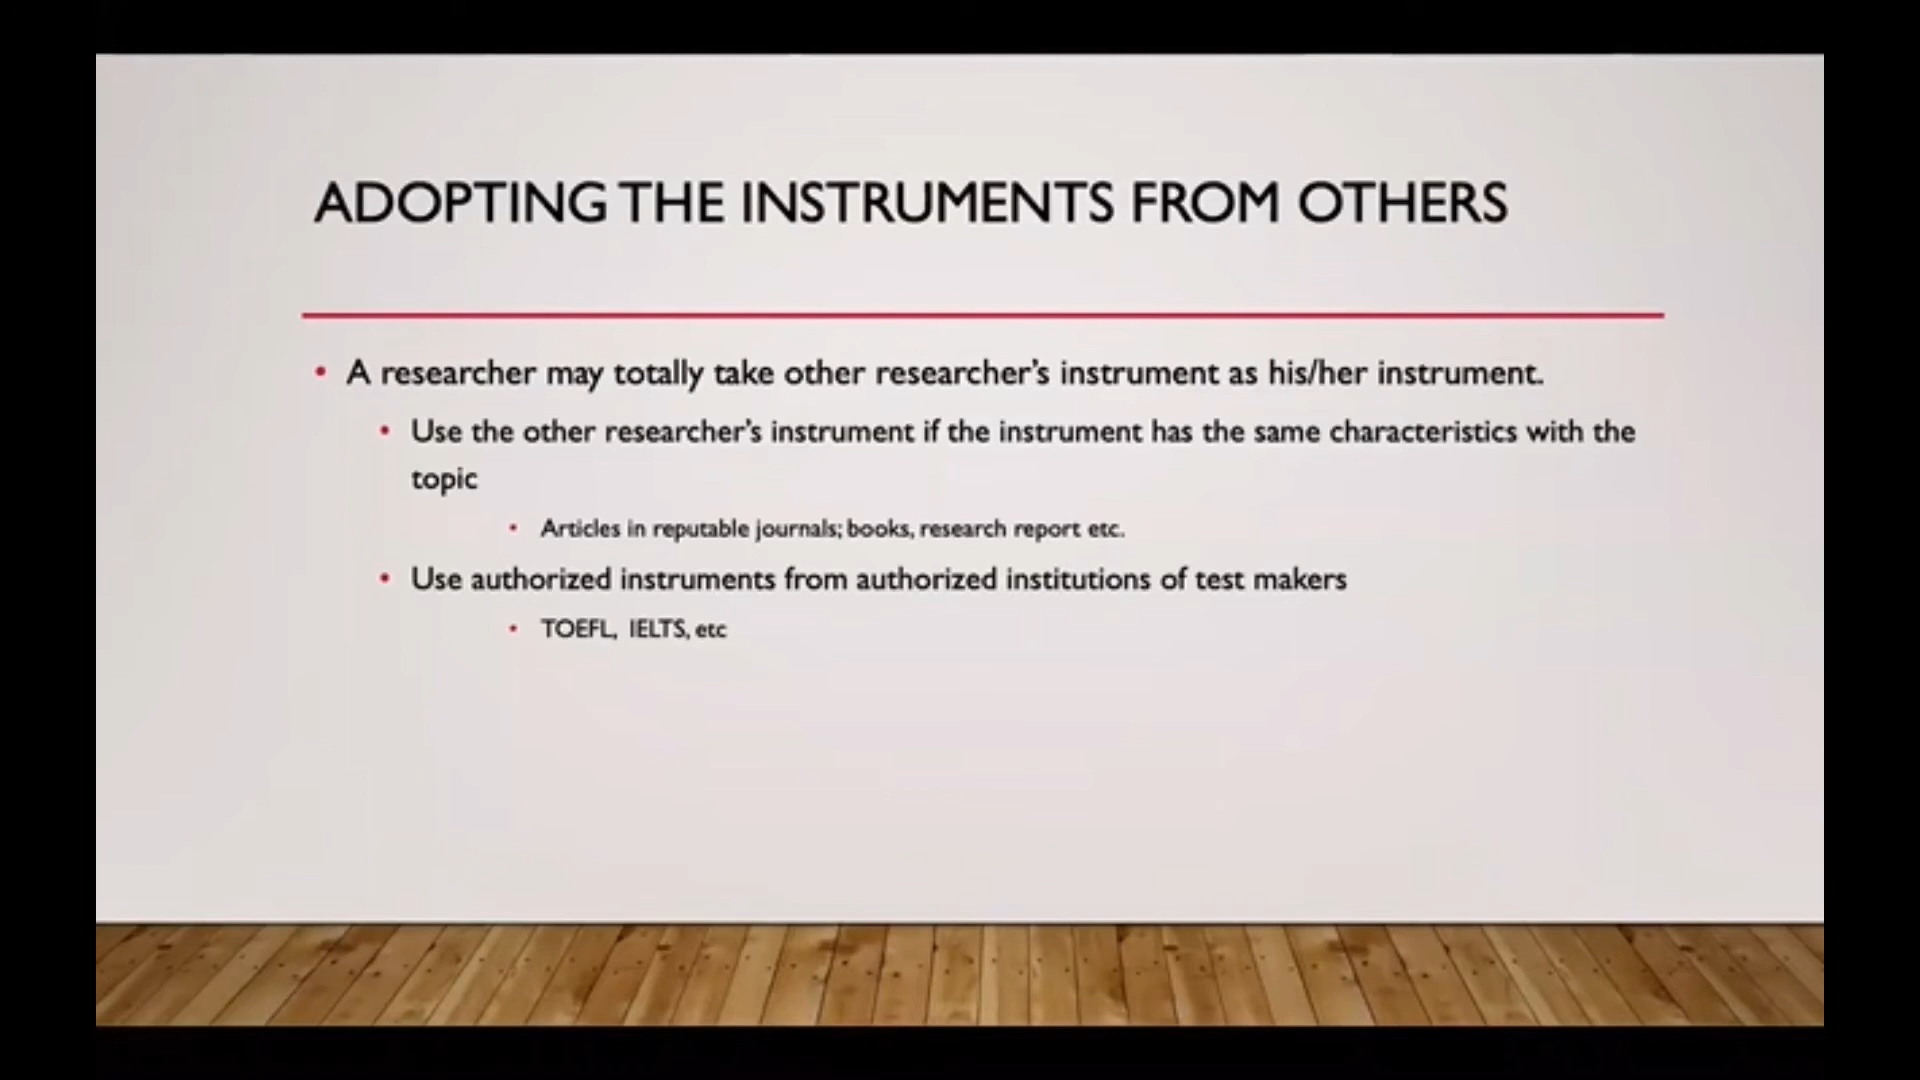 ADOPTING THE INSTRUMENTS FROM OTHERS
• A researcher may totally take other researcher's instrument as his/her instrument.
• Use the other researcher's instrument if the instrument has the same characteristics with the
topic
• Articles in reputable journals; books, research report etc.
• Use authorized instruments from authorized institutions of test makers
• TOEFL, IELTS, etc